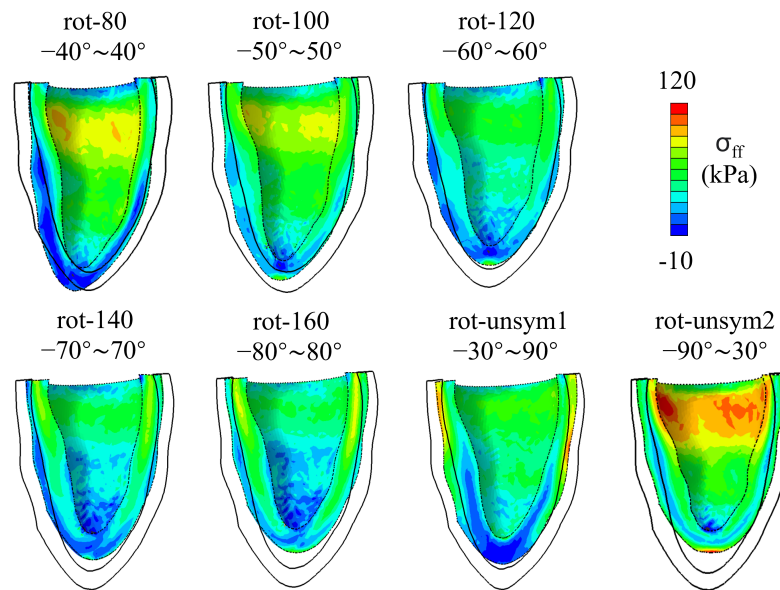 rot-80
−40°~40°
rot-100
−50°~50°
rot-120
−60°~60°
120
σff
(kPa)
-10
rot-140
−70°~70°
rot-160
−80°~80°
rot-unsym1
−30°~90°
rot-unsym2
−90°~30°